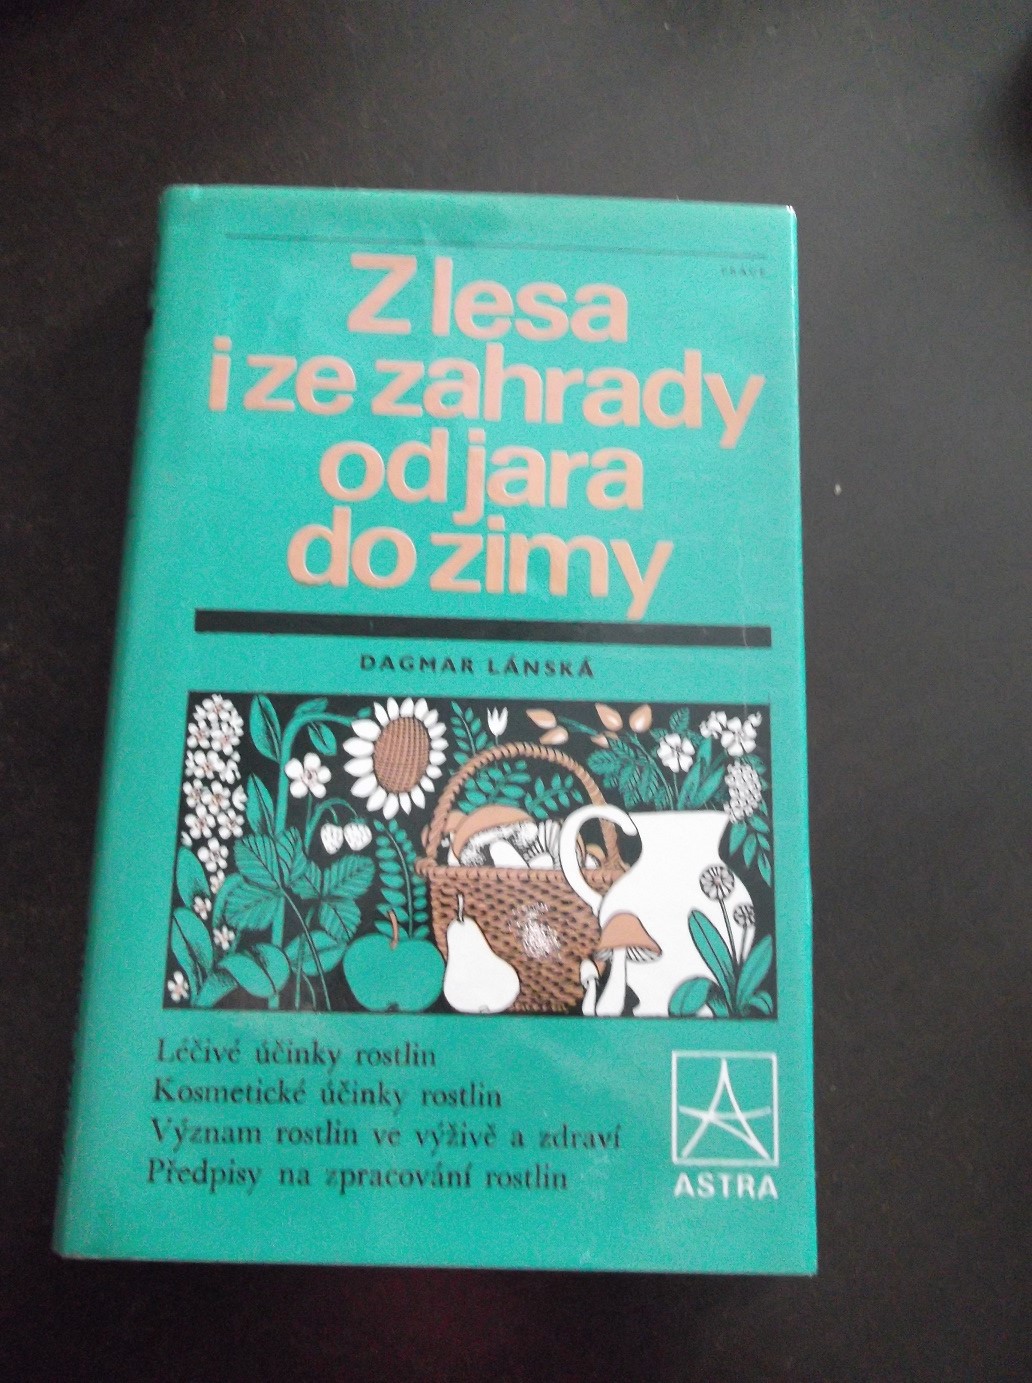 PRÁCE
Z lesa
i ze zahrady
od jara
do zimy
DAGMAR LÁNSKÁ
Léčivé účinky rostlin
Kosmetické účinky rostlin
Význam rostlin ve výživě a zdraví
Předpisy na zpracování rostlin
ASTRA